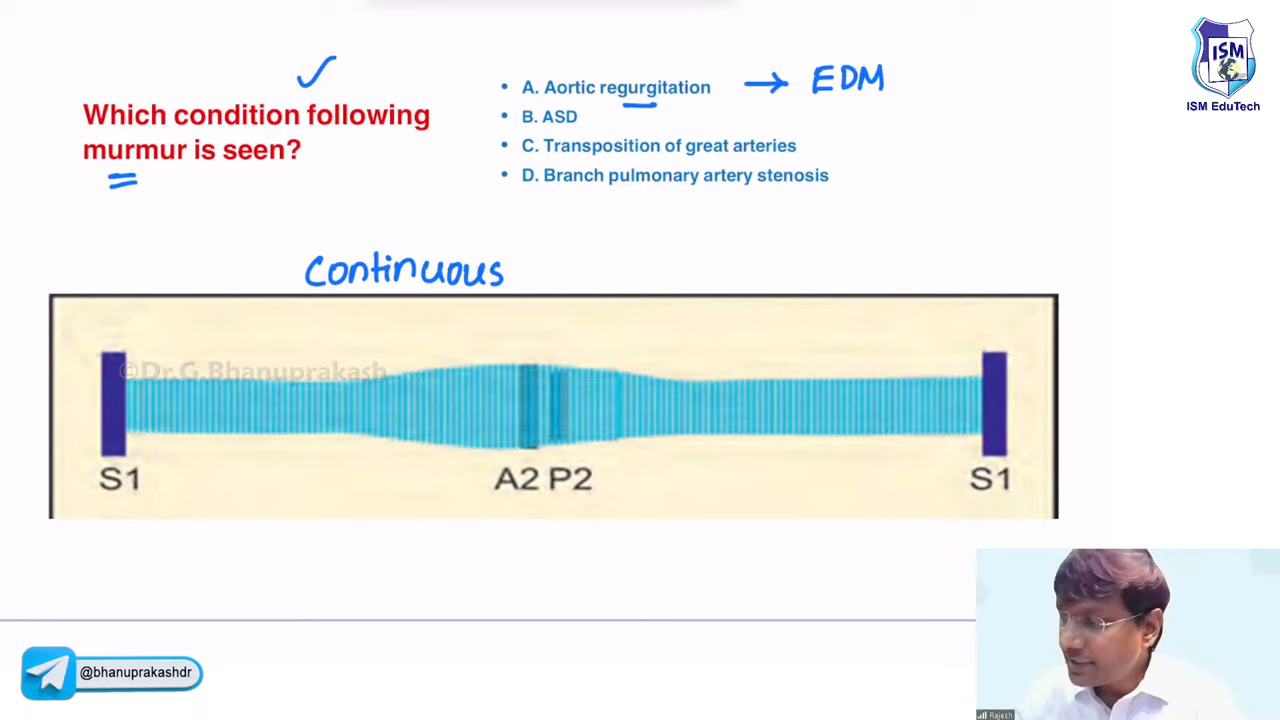 Which condition following
murmur is seen?
• A. Aortic regurgitation → EDM
• B. ASD
• C. Transposition of great arteries
• D. Branch pulmonary artery stenosis
ISM
ISM EduTech
Continuous
©Dr.G.Bhanuprakash
S1 A2 P2 S1
@bhanuprakashdr
Rajesh